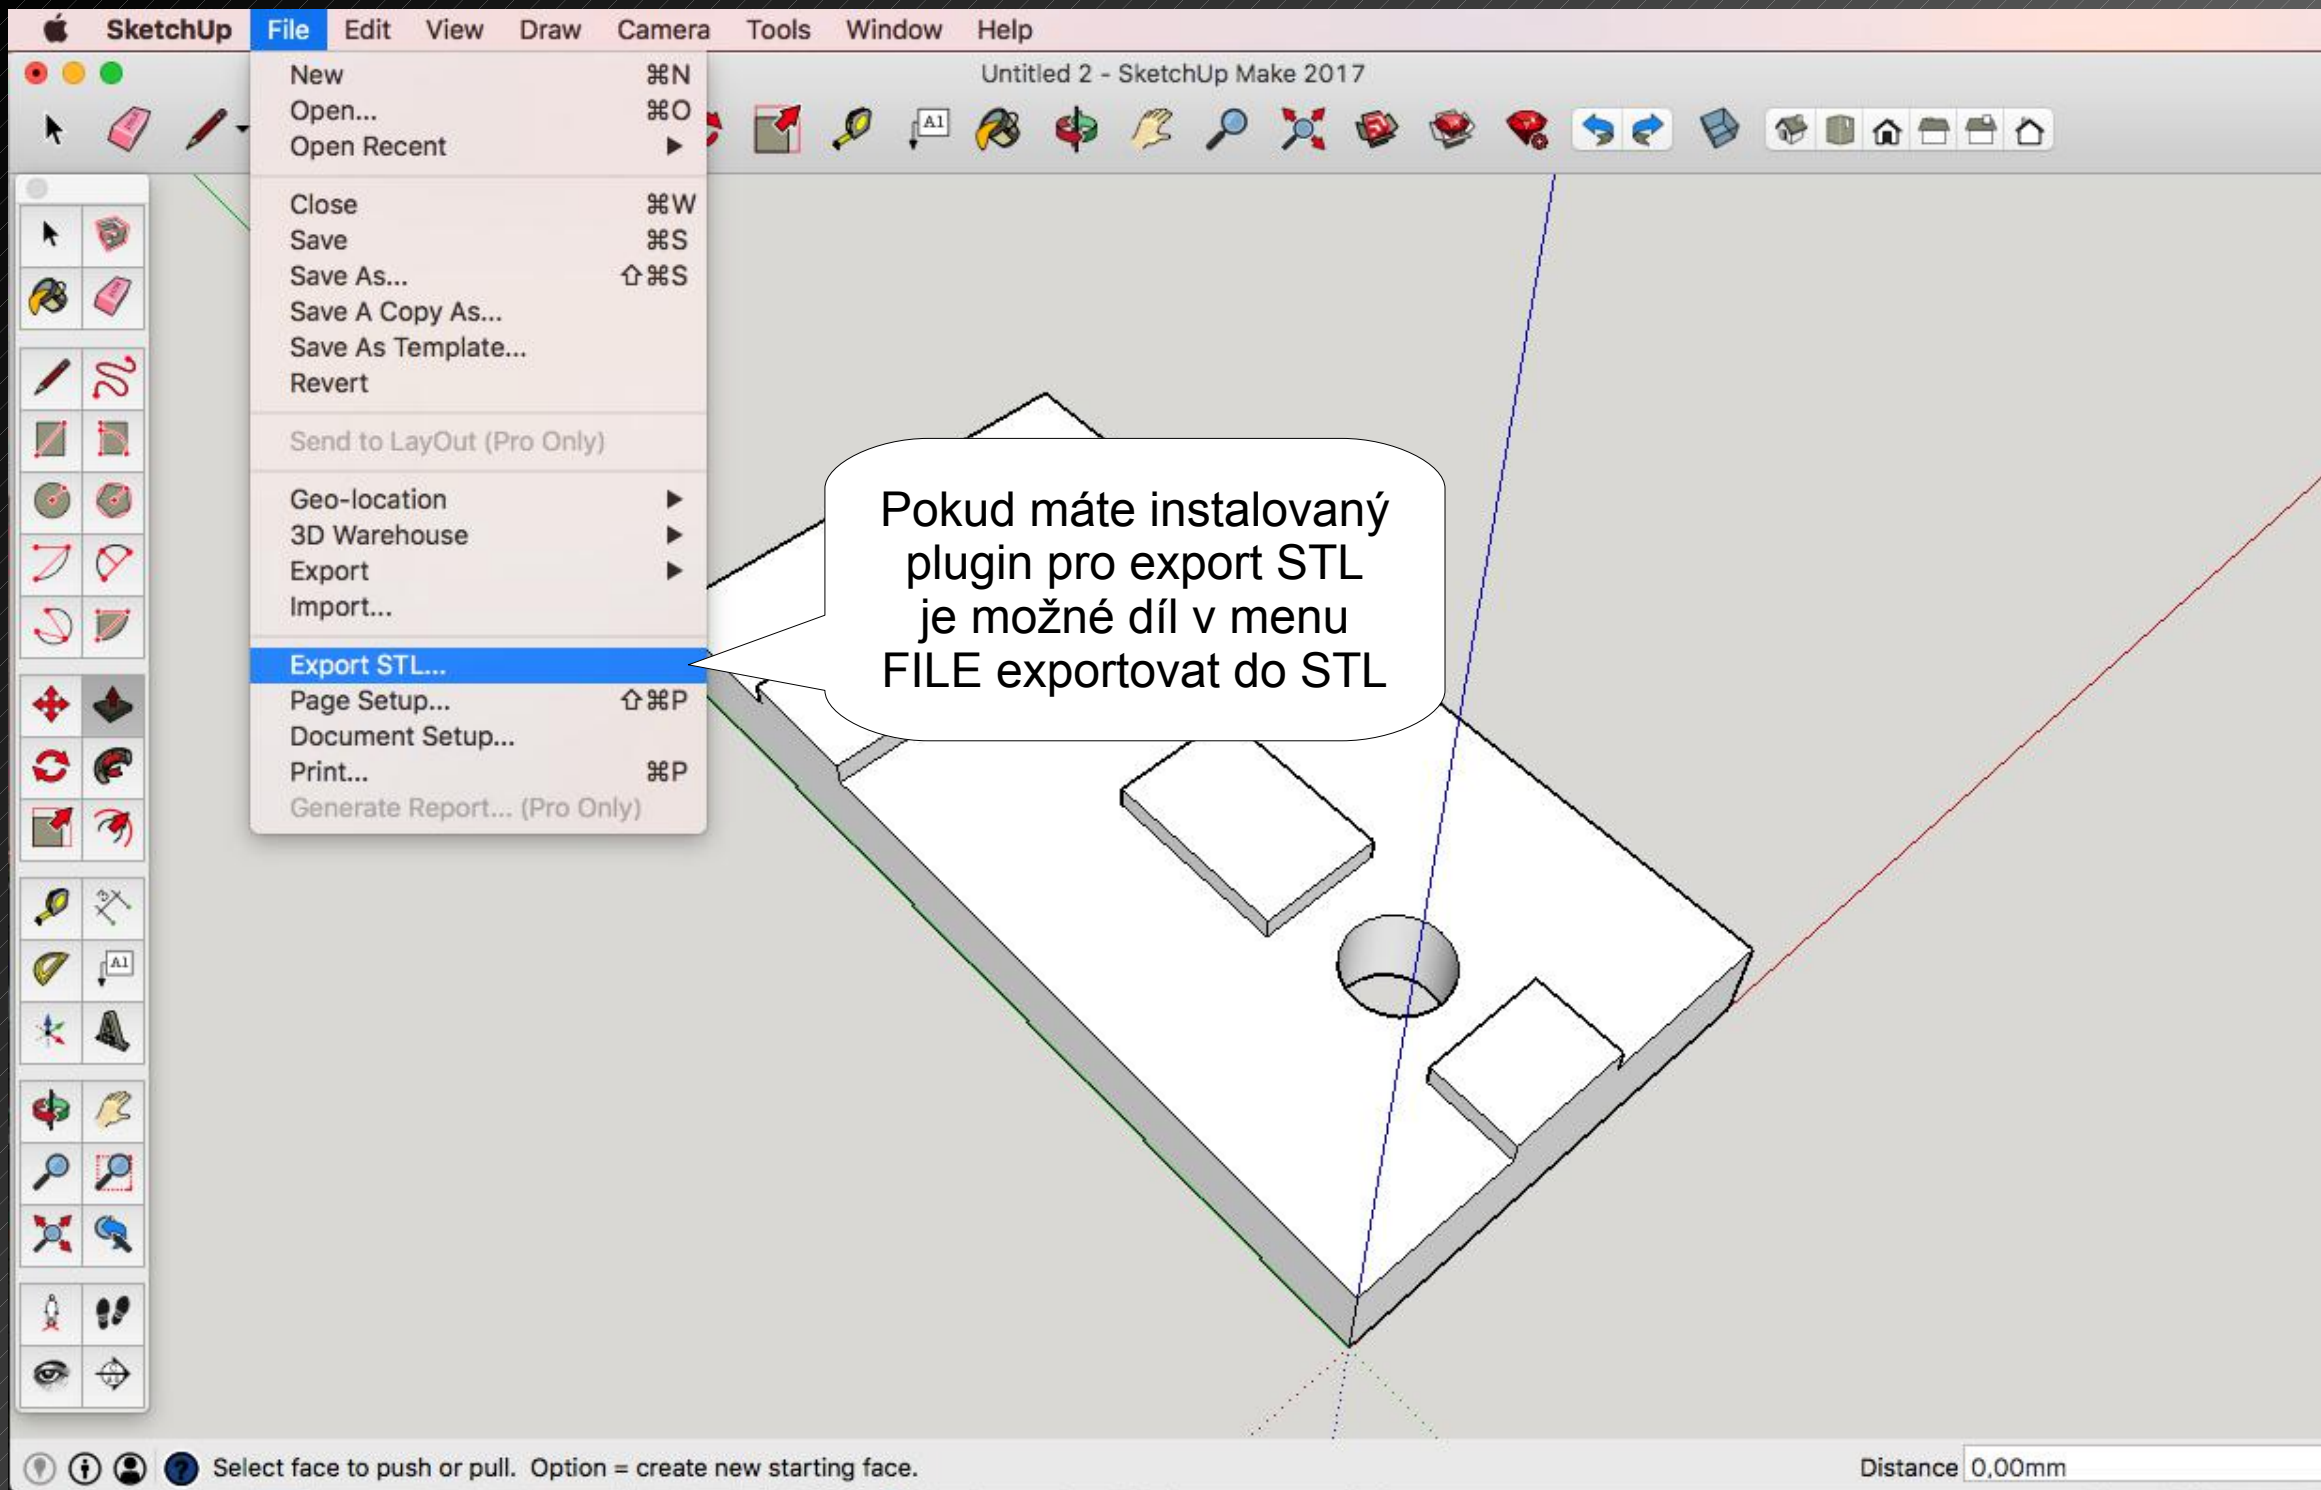 SketchUp File Edit View Draw Camera Tools Window Help
Untitled 2 - SketchUp Make 2017
New ⌘N
Open... ⌘O
Open Recent ▶
Close ⌘W
Save ⌘S
Save As... ⇧⌘S
Save A Copy As...
Save As Template...
Revert
Send to LayOut (Pro Only)
Geo-location ▶
3D Warehouse ▶
Export ▶
Import...
Export STL...
Page Setup... ⇧⌘P
Document Setup...
Print... ⌘P
Generate Report... (Pro Only)
Pokud máte instalovaný
plugin pro export STL
je možné díl v menu
FILE exportovat do STL
A1
3
A1
Select face to push or pull. Option = create new starting face.
Distance 0,00mm